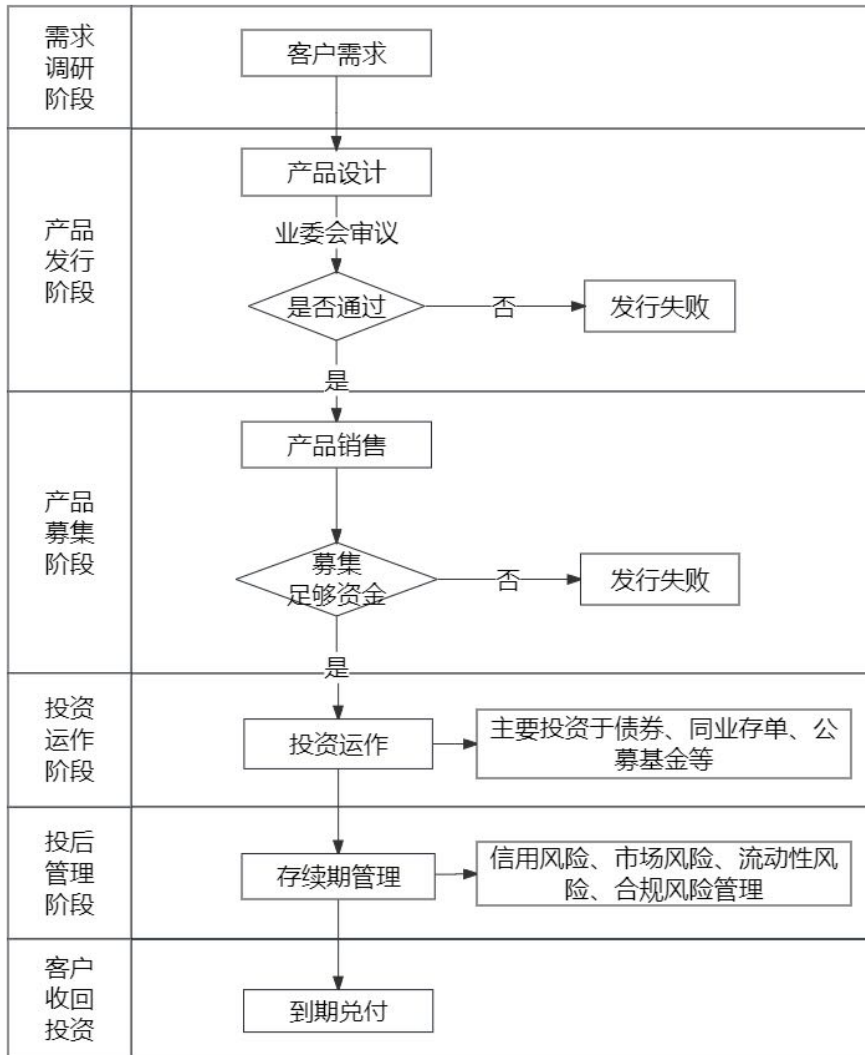 需求
调研
阶段
客户需求
产品
发行
阶段
产品设计
业委会审议
是否通过
否
发行失败
是
产品
募集
阶段
产品销售
募集
足够资金
否
发行失败
是
投资
运作
阶段
投资运作
主要投资于债券、同业存单、公
募基金等
投后
管理
阶段
存续期管理
信用风险、市场风险、流动性风
险、合规风险管理
客户
收回
投资
到期兑付